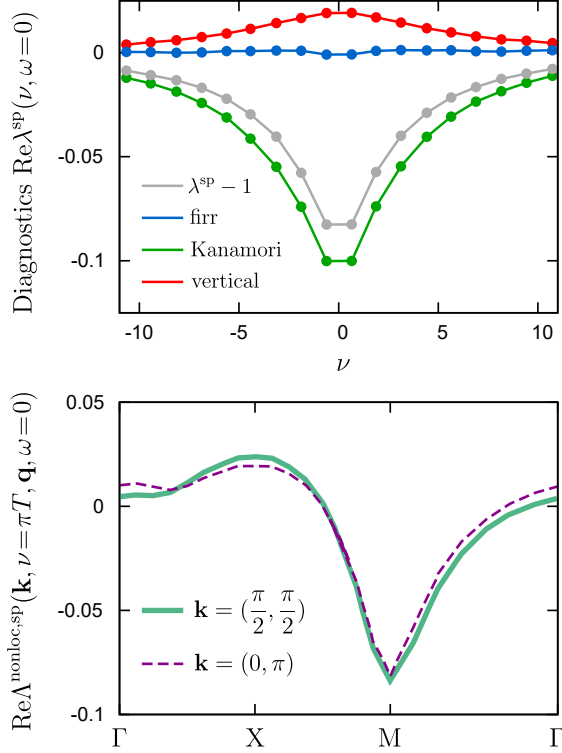 Diagnostics Reλ^sp(ν, ω=0)
0
-0.05
-0.1
λ^sp − 1
firr
Kanamori
vertical
-10 -5 0 5 10
ν
ReΛ^nonloc,sp(k, ν=πT, q, ω=0)
0.05
0
-0.05
-0.1
k = (π/2, π/2)
k = (0, π)
Γ X M Γ